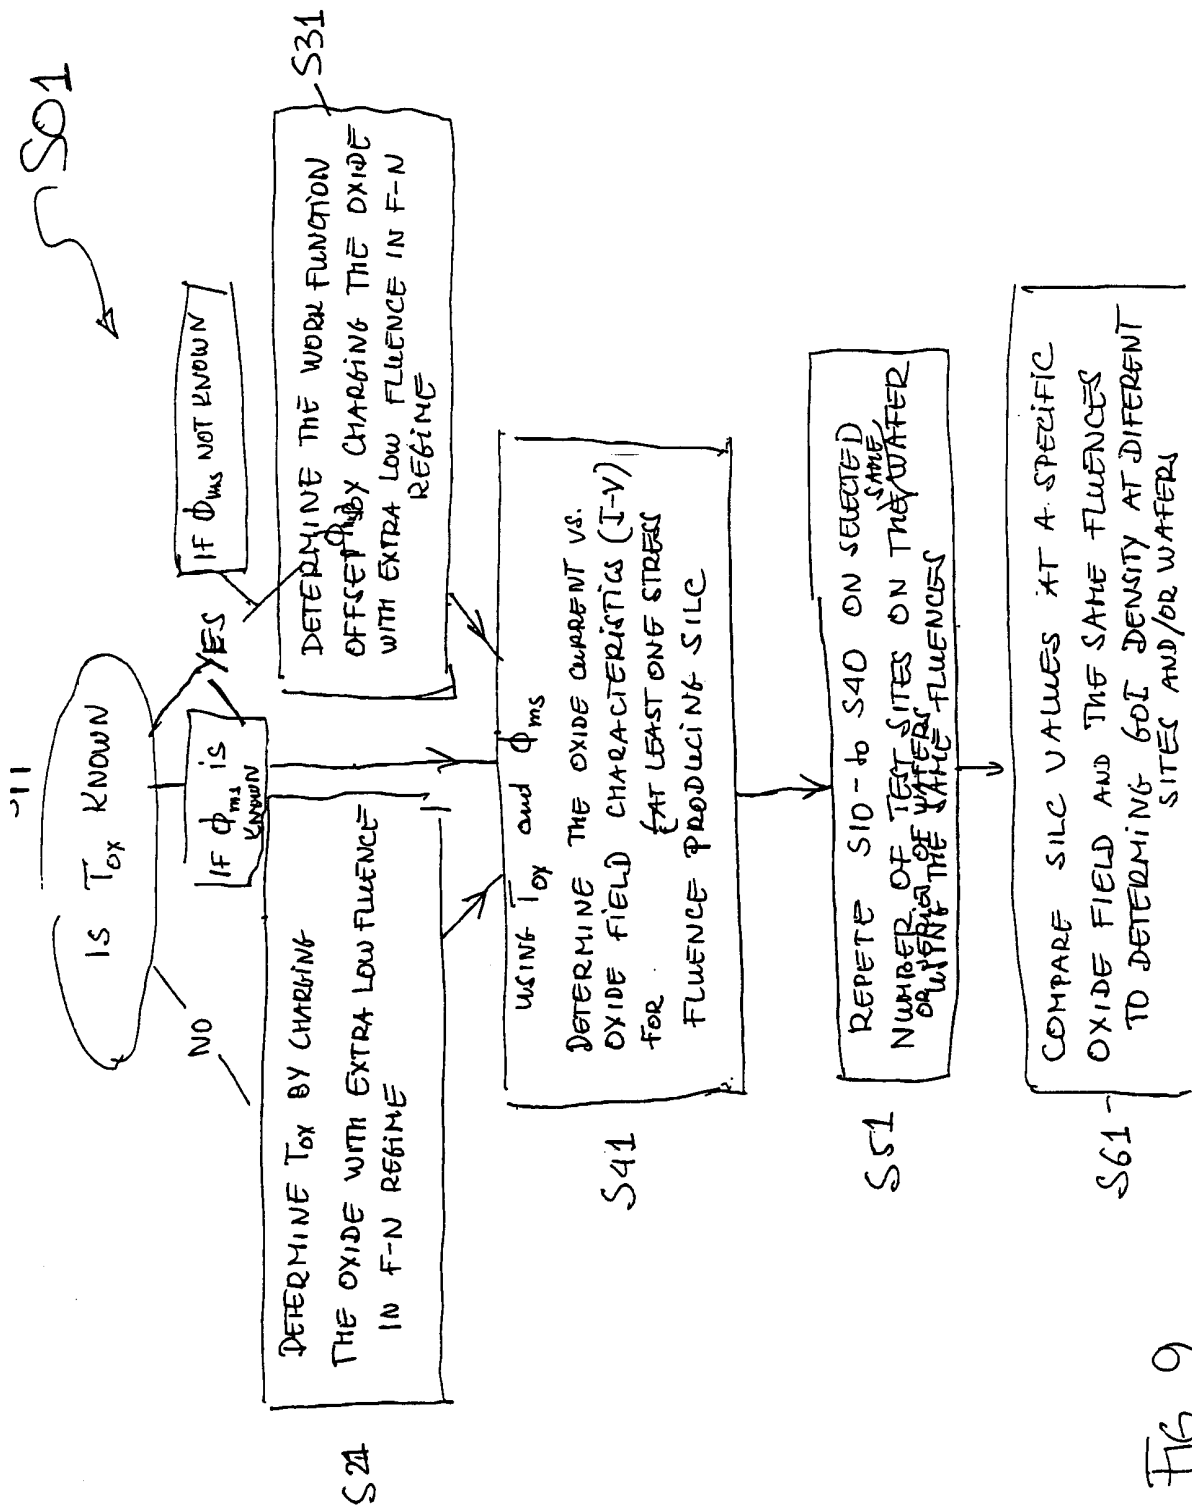 S01
S11
IS Tox KNOWN
NO
YES
IF Φms is
KNOWN
IF Φms NOT KNOWN
S21
DETERMINE Tox BY CHARGING
THE OXIDE WITH EXTRA LOW FLUENCE
IN F-N REGIME
S31
DETERMINE THE WORK FUNCTION
OFFSET Φms BY CHARGING THE OXIDE
WITH EXTRA LOW FLUENCE IN F-N
REGIME
S41
USING Tox and Φms
DETERMINE THE OXIDE CURRENT VS.
OXIDE FIELD CHARACTERISTICS (I-V)
FOR (AT LEAST ONE STRESS
FLUENCE PRODUCING SILC
S51
REPETE S10-to S40 ON SELECTED
NUMBER OF TEST SITES ON THE SAME WAFER
OR SERIES OF WAFERS
USING THE SAME FLUENCES
S61
COMPARE SILC VALUES AT A SPECIFIC
OXIDE FIELD AND THE SAME FLUENCES
TO DETERMING GOI DENSITY AT DIFERENT
SITES AND/OR WAFERS
FIG 9